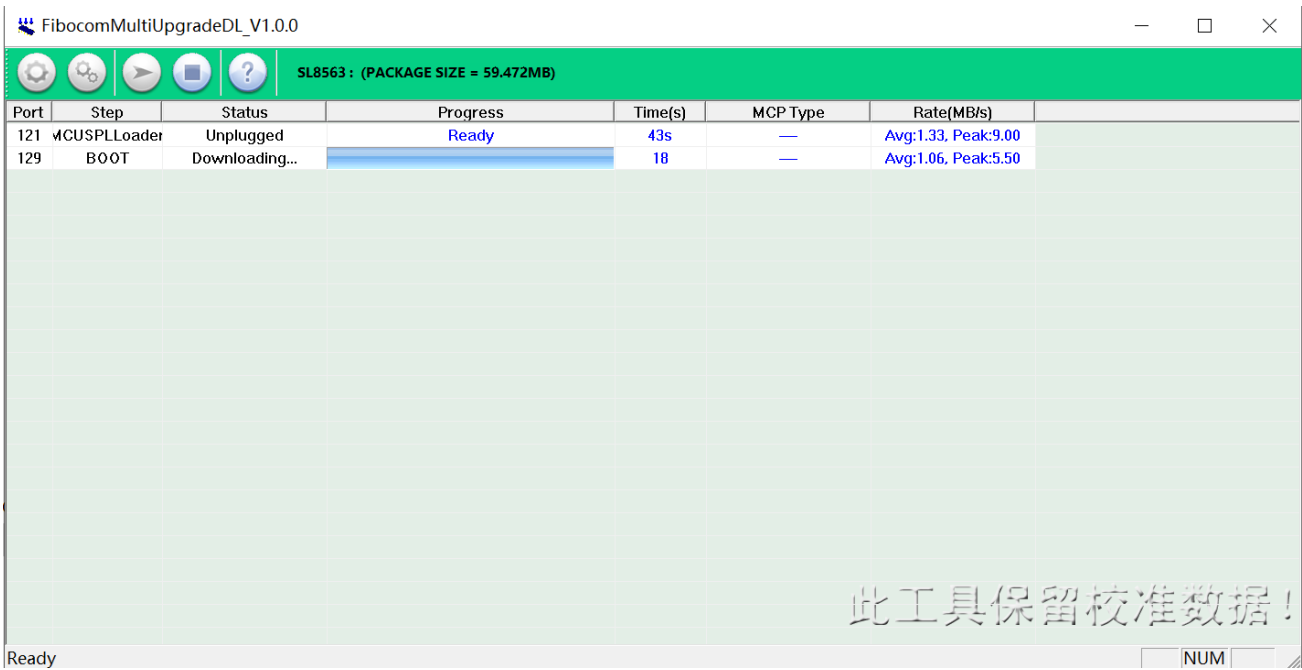 FibocomMultiUpgradeDL_V1.0.0
SL8563 : (PACKAGE SIZE = 59.472MB)
Port Step Status Progress Time(s) MCP Type Rate(MB/s)
121 MCUSPLLoader Unplugged Ready 43s — Avg:1.33, Peak:9.00
129 BOOT Downloading... 18 — Avg:1.06, Peak:5.50
此工具保留校准数据!
Ready NUM